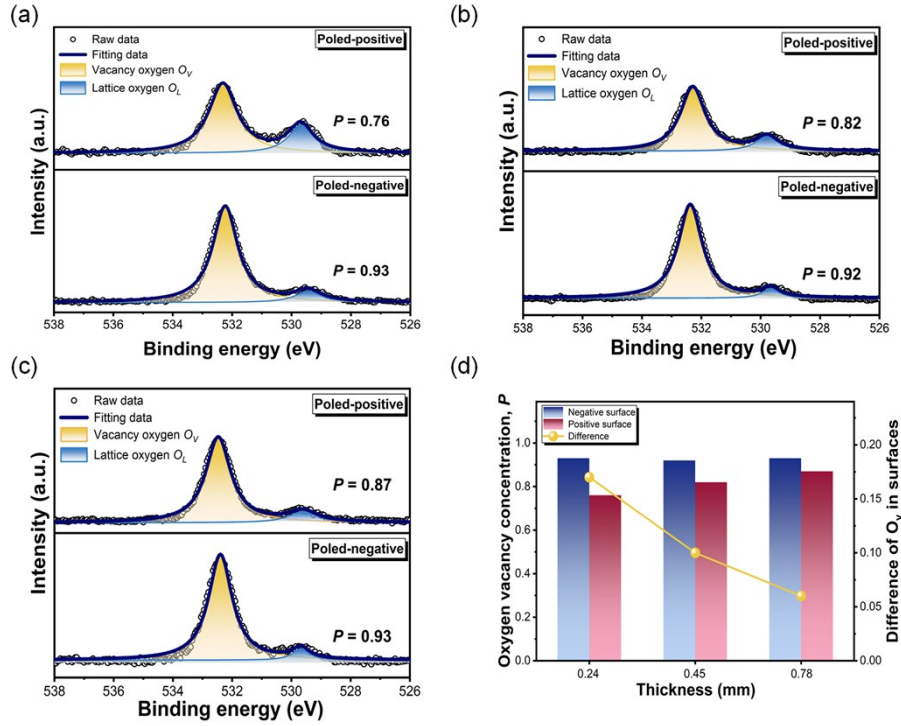 (a)
Raw data
Fitting data
Vacancy oxygen Oᵥ
Lattice oxygen O_L
Poled-positive
P = 0.76
Poled-negative
P = 0.93
Intensity (a.u.)
538 536 534 532 530 528 526
Binding energy (eV)
(b)
Raw data
Fitting data
Vacancy oxygen Oᵥ
Lattice oxygen O_L
Poled-positive
P = 0.82
Poled-negative
P = 0.92
Intensity (a.u.)
538 536 534 532 530 528 526
Binding energy (eV)
(c)
Raw data
Fitting data
Vacancy oxygen Oᵥ
Lattice oxygen O_L
Poled-positive
P = 0.87
Poled-negative
P = 0.93
Intensity (a.u.)
538 536 534 532 530 528 526
Binding energy (eV)
(d)
Negative surface
Positive surface
Difference
Oxygen vacancy concentration, P
1.0
0.8
0.6
0.4
0.2
0.0
0.20
0.15
0.10
0.05
0.00
Difference of Oᵥ in surfaces
0.24 0.45 0.78
Thickness (mm)